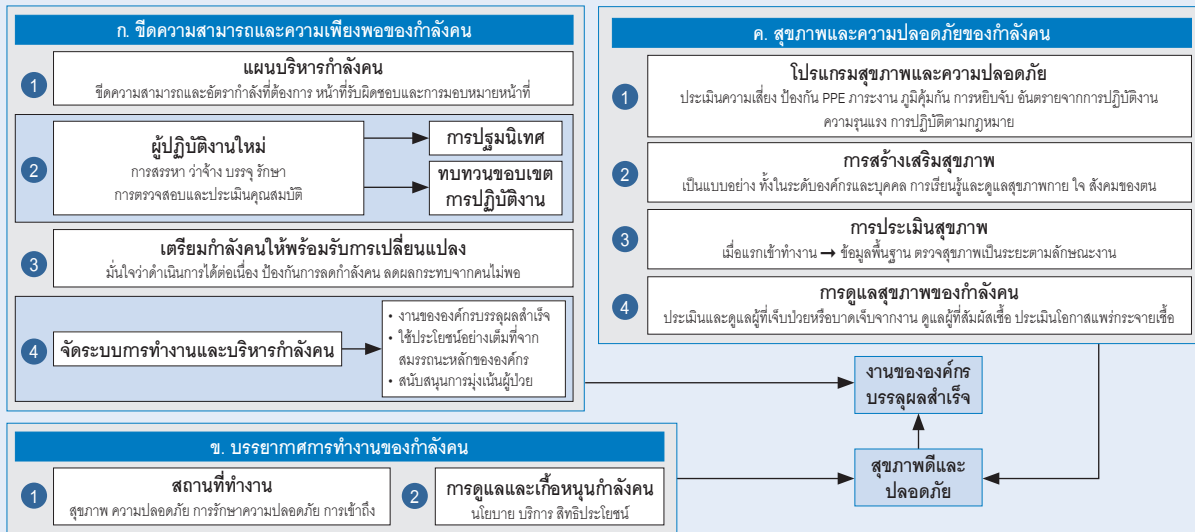 ก. ขีดความสามารถและความเพียงพอของกำลังคน
1
แผนบริหารกำลังคน
ขีดความสามารถและอัตรากำลังที่ต้องการ หน้าที่รับผิดชอบและการมอบหมายหน้าที่
2
ผู้ปฏิบัติงานใหม่
การสรรหา ว่าจ้าง บรรจุ รักษา
การตรวจสอบและประเมินคุณสมบัติ
การปฐมนิเทศ
ทบทวนขอบเขต
การปฏิบัติงาน
3
เตรียมกำลังคนให้พร้อมรับการเปลี่ยนแปลง
มั่นใจว่าดำเนินการได้ต่อเนื่อง ป้องกันการลดกำลังคน ลดผลกระทบจากคนไม่พอ
4
จัดระบบการทำงานและบริหารกำลังคน
• งานขององค์กรบรรลุผลสำเร็จ
• ใช้ประโยชน์อย่างเต็มที่จาก
สมรรถนะหลักขององค์กร
• สนับสนุนการมุ่งเน้นผู้ป่วย
ข. บรรยากาศการทำงานของกำลังคน
1
สถานที่ทำงาน
สุขภาพ ความปลอดภัย การรักษาความปลอดภัย การเข้าถึง
2
การดูแลและเกื้อหนุนกำลังคน
นโยบาย บริการ สิทธิประโยชน์
ค. สุขภาพและความปลอดภัยของกำลังคน
1
โปรแกรมสุขภาพและความปลอดภัย
ประเมินความเสี่ยง ป้องกัน PPE ภาระงาน ภูมิคุ้มกัน การหยิบจับ อันตรายจากการปฏิบัติงาน
ความรุนแรง การปฏิบัติตามกฎหมาย
2
การสร้างเสริมสุขภาพ
เป็นแบบอย่าง ทั้งในระดับองค์กรและบุคคล การเรียนรู้และดูแลสุขภาพกาย ใจ สังคมของตน
3
การประเมินสุขภาพ
เมื่อแรกเข้าทำงาน → ข้อมูลพื้นฐาน ตรวจสุขภาพเป็นระยะตามลักษณะงาน
4
การดูแลสุขภาพของกำลังคน
ประเมินและดูแลผู้ที่เจ็บป่วยหรือบาดเจ็บจากงาน ดูแลผู้ที่สัมผัสเชื้อ ประเมินโอกาสแพร่กระจายเชื้อ
งานขององค์กร
บรรลุผลสำเร็จ
สุขภาพดีและ
ปลอดภัย